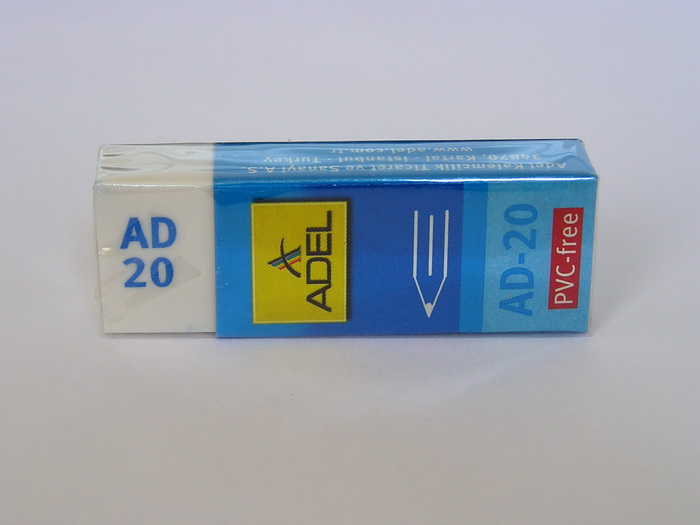 Adel Kalemcilik Ticaret ve Sanayi A.S.
34870, Kartal - Istanbul - Turkey
www.adel.com.tr
AD
20
ADEL
AD-20
PVC-free